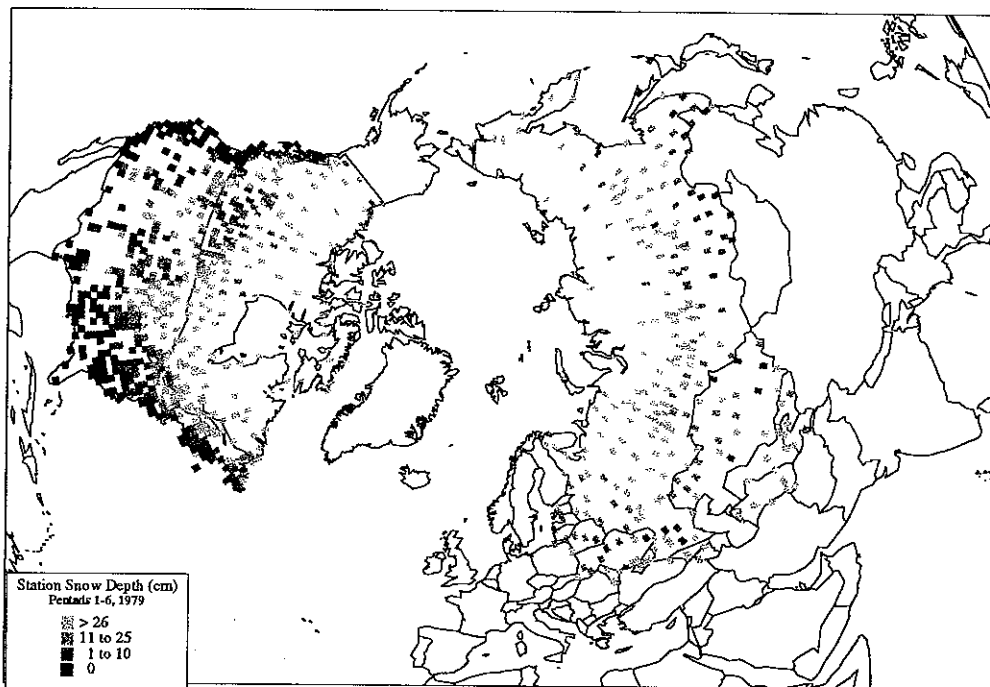 Station Snow Depth (cm)
Pentads 1-6, 1979
> 26
11 to 25
1 to 10
0